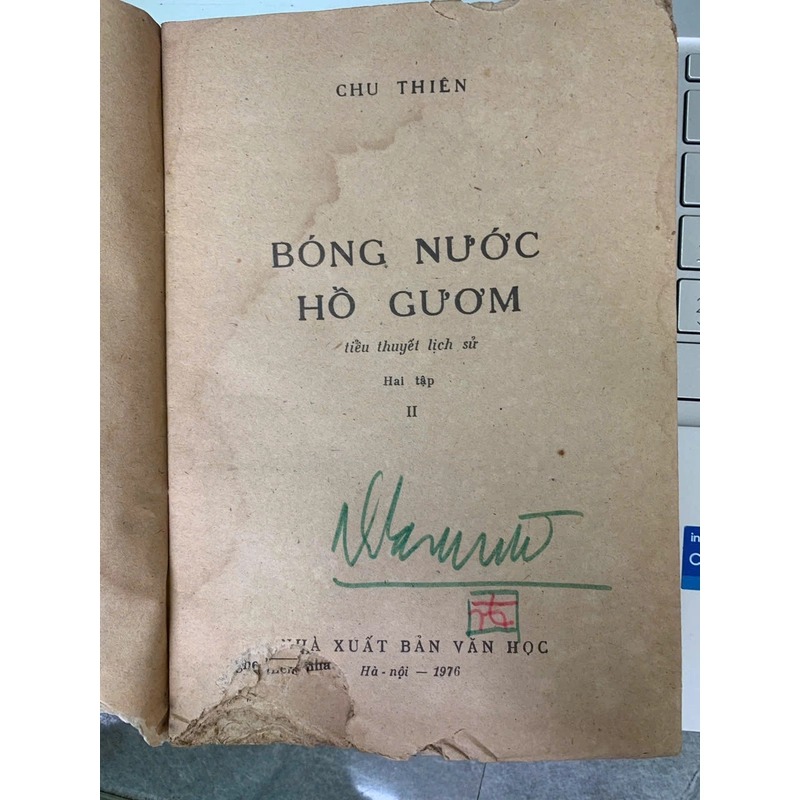 CHU THIÊN
BÓNG NƯỚC
HỒ GƯƠM
tiểu thuyết lịch sử
Hai tập
II
NHÀ XUẤT BẢN VĂN HỌC
Hà-nội — 1976